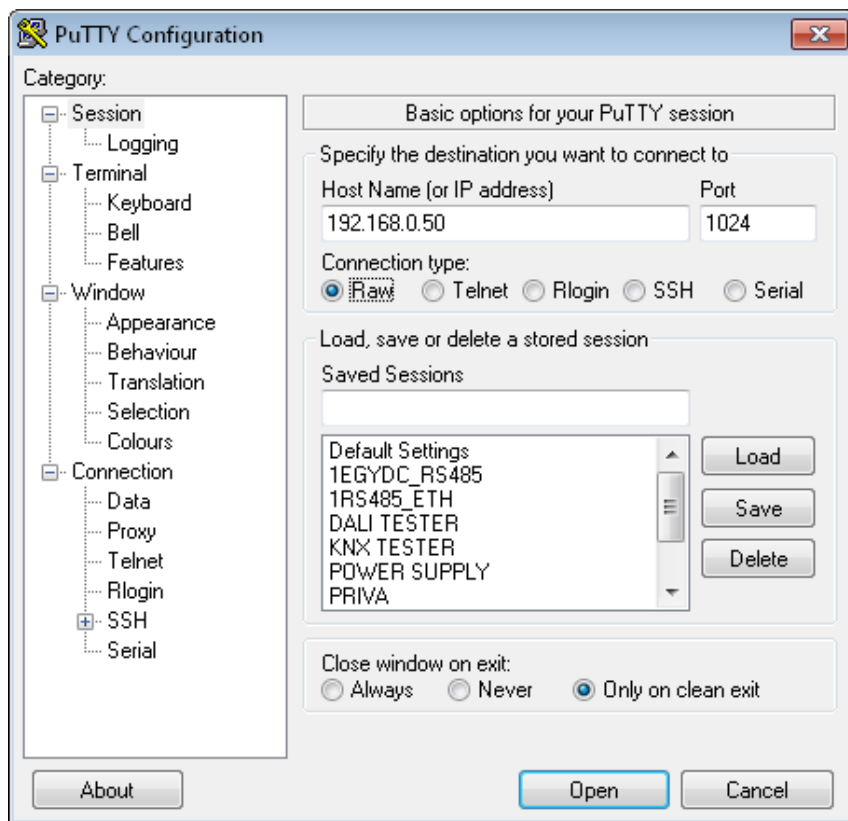 PuTTY Configuration
Category:
Session
Logging
Terminal
Keyboard
Bell
Features
Window
Appearance
Behaviour
Translation
Selection
Colours
Connection
Data
Proxy
Telnet
Rlogin
SSH
Serial
Basic options for your PuTTY session
Specify the destination you want to connect to
Host Name (or IP address) Port
192.168.0.50 1024
Connection type:
Raw Telnet Rlogin SSH Serial
Load, save or delete a stored session
Saved Sessions
Default Settings
1EGYDC_RS485
1RS485_ETH
DALI TESTER
KNX TESTER
POWER SUPPLY
PRIVA
Load
Save
Delete
Close window on exit:
Always Never Only on clean exit
About Open Cancel